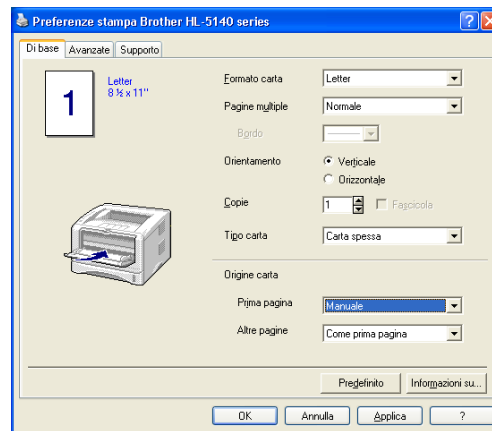 Preferenze stampa Brother HL-5140 series
Di base Avanzate Supporto
1
Letter
8 ½ x 11''
Formato carta Letter
Pagine multiple Normale
Bordo
Orientamento Verticale
Orizzontale
Copie 1 Fascicola
Tipo carta Carta spessa
Origine carta
Prima pagina Manuale
Altre pagine Come prima pagina
Predefinito Informazioni su...
OK Annulla Applica ?